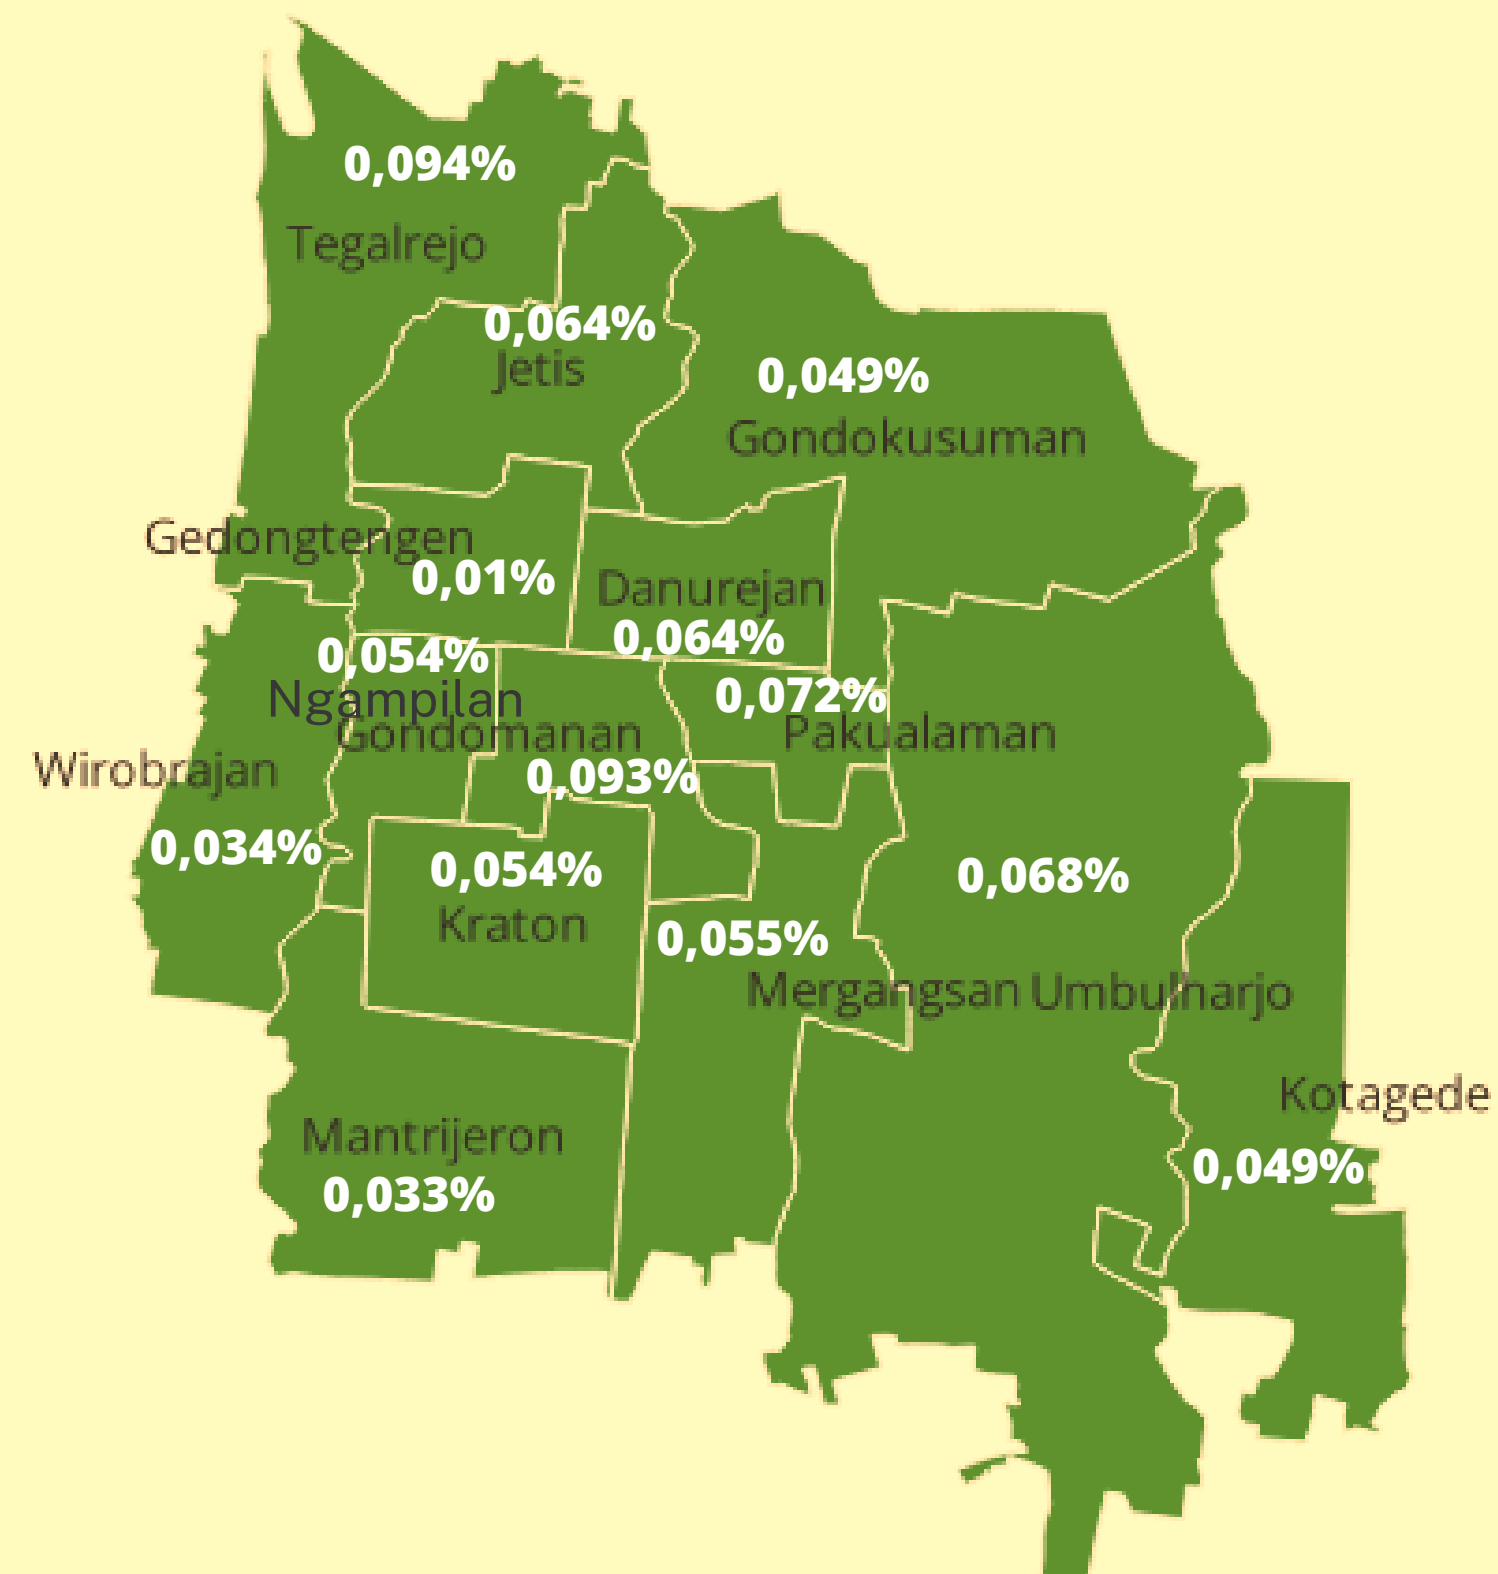 0,094%
Tegalrejo
0,064%
Jetis
0,049%
Gondokusuman
Gedongtengen
0,01%
Danurejan
0,064%
0,054%
Ngampilan
0,072%
Pakualaman
Gondomanan
0,093%
Wirobrajan
0,034%
0,054%
Kraton
0,068%
0,055%
Mergangsan
Umbulharjo
Kotagede
0,049%
Mantrijeron
0,033%